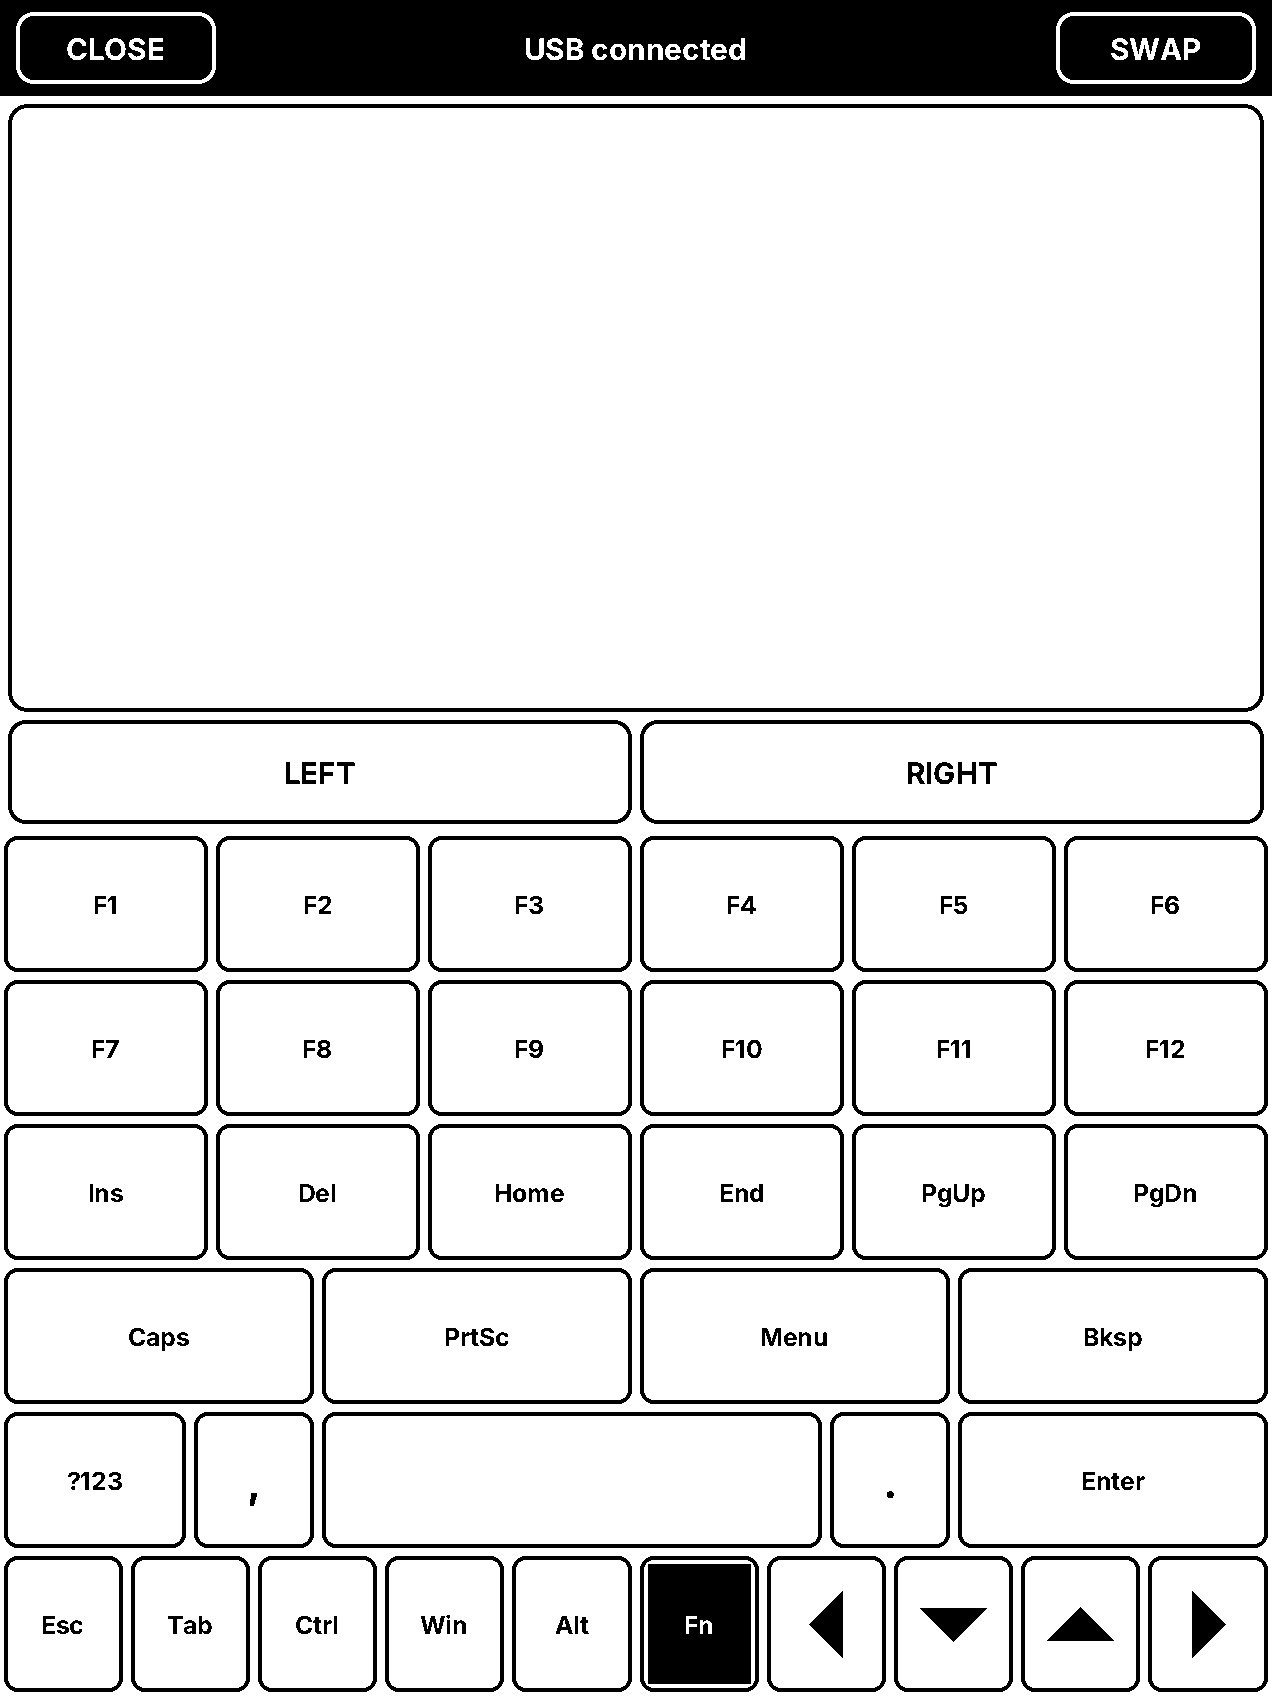 CLOSE USB connected SWAP
LEFT RIGHT
F1 F2 F3 F4 F5 F6
F7 F8 F9 F10 F11 F12
Ins Del Home End PgUp PgDn
Caps PrtSc Menu Bksp
?123 , . Enter
Esc Tab Ctrl Win Alt Fn